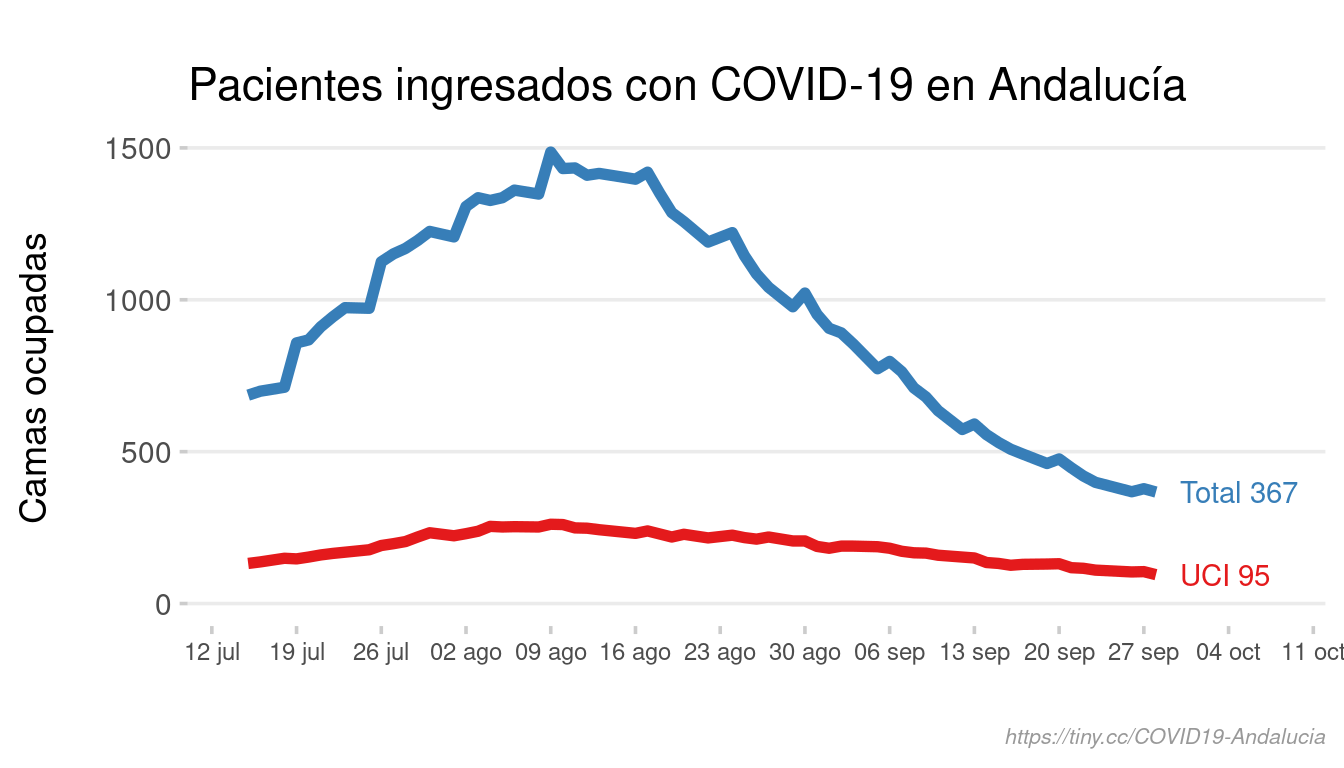 Pacientes ingresados con COVID-19 en Andalucía
Camas ocupadas
1500
1000
500
0
Total 367
UCI 95
12 jul 19 jul 26 jul 02 ago 09 ago 16 ago 23 ago 30 ago 06 sep 13 sep 20 sep 27 sep 04 oct 11 oct
https://tiny.cc/COVID19-Andalucia